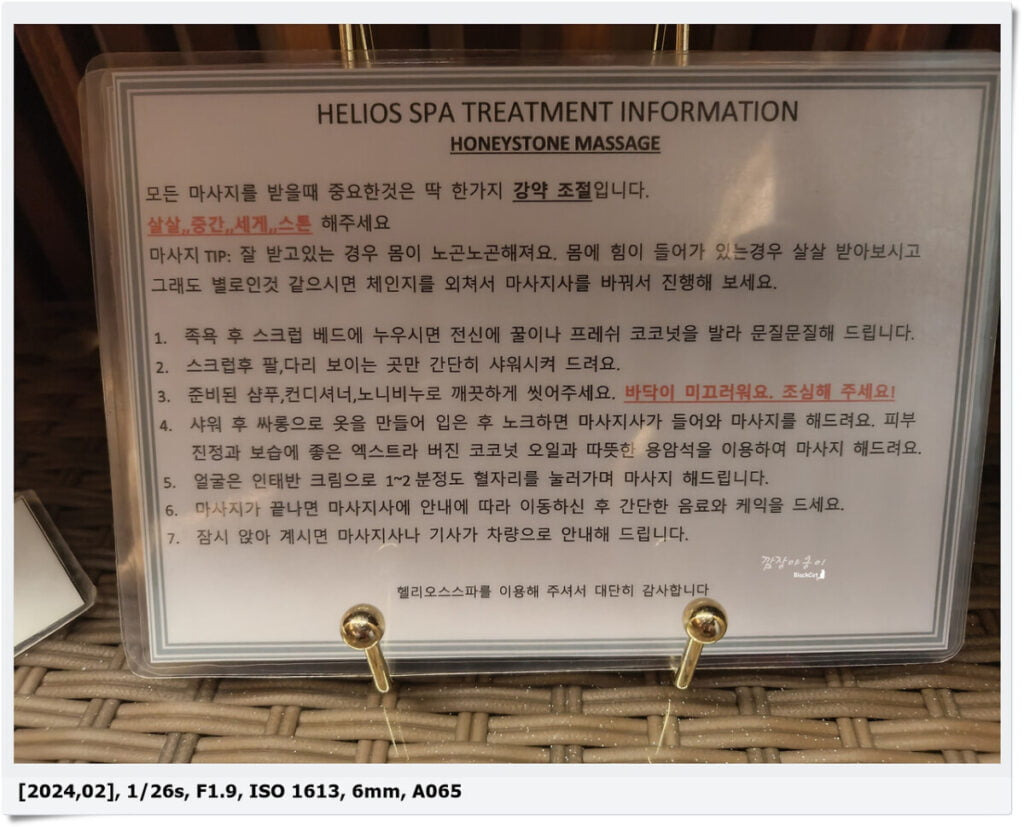 HELIOS SPA TREATMENT INFORMATION
HONEYSTONE MASSAGE
모든 마사지를 받을때 중요한것은 딱 한가지 강약 조절입니다.
살살,,중간,,세게,,스톤 해주세요
마사지 TIP: 잘 받고있는 경우 몸이 노곤노곤해져요. 몸에 힘이 들어가 있는경우 살살 받아보시고
그래도 별로인것 같으시면 체인지를 외쳐서 마사지사를 바꿔서 진행해 보세요.
1. 족욕 후 스크럽 베드에 누우시면 전신에 꿀이나 프레쉬 코코넛을 발라 문질문질해 드립니다.
2. 스크럽후 팔,다리 보이는 곳만 간단히 샤워시켜 드려요.
3. 준비된 샴푸,컨디셔너,노니비누로 깨끗하게 씻어주세요. 바닥이 미끄러워요. 조심해 주세요!
4. 샤워 후 싸롱으로 옷을 만들어 입은 후 노크하면 마사지사가 들어와 마사지를 해드려요. 피부
진정과 보습에 좋은 엑스트라 버진 코코넛 오일과 따뜻한 용암석을 이용하여 마사지 해드려요.
5. 얼굴은 인태반 크림으로 1~2 분정도 혈자리를 눌러가며 마사지 해드립니다.
6. 마사지가 끝나면 마사지사에 안내에 따라 이동하신 후 간단한 음료와 케익을 드세요.
7. 잠시 앉아 계시면 마사지사나 기사가 차량으로 안내해 드립니다.
깜장야옹이
BlackCat
헬리오스스파를 이용해 주셔서 대단히 감사합니다
[2024,02], 1/26s, F1.9, ISO 1613, 6mm, A065